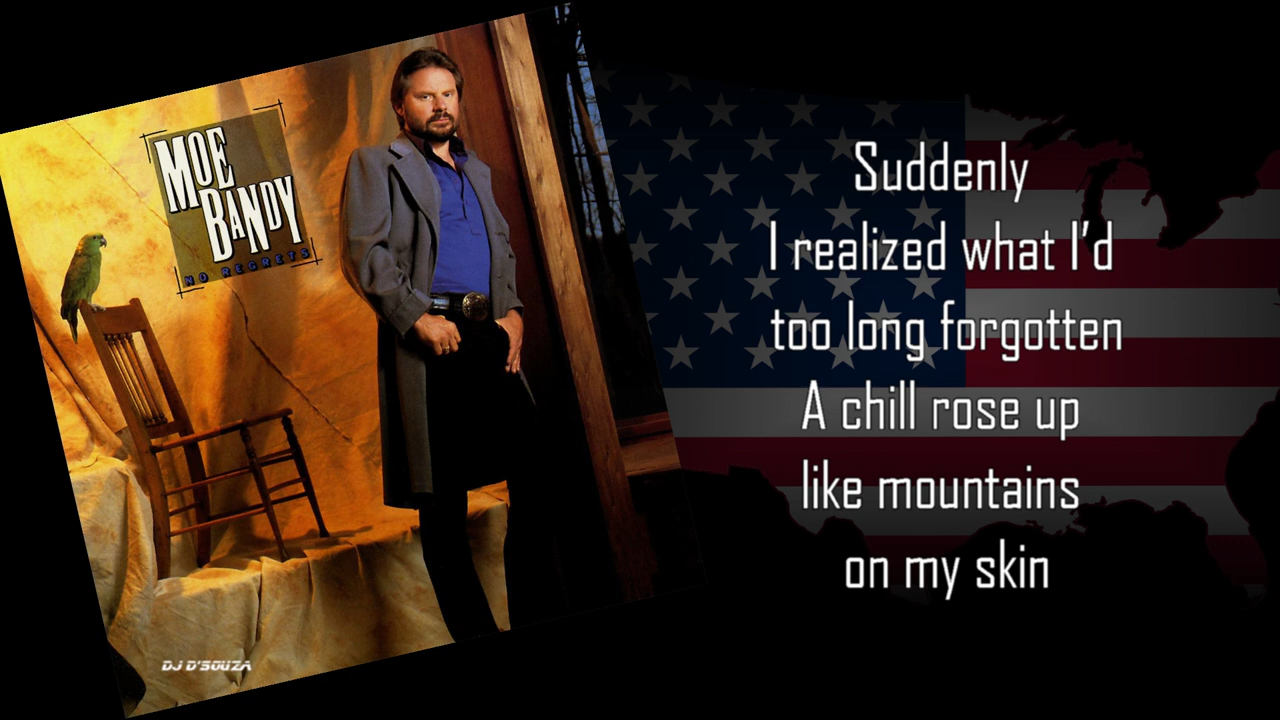 MOE
BANDY
NO REGRETS
DJ D'SOUZA
Suddenly
I realized what I'd
too long forgotten
A chill rose up
like mountains
on my skin